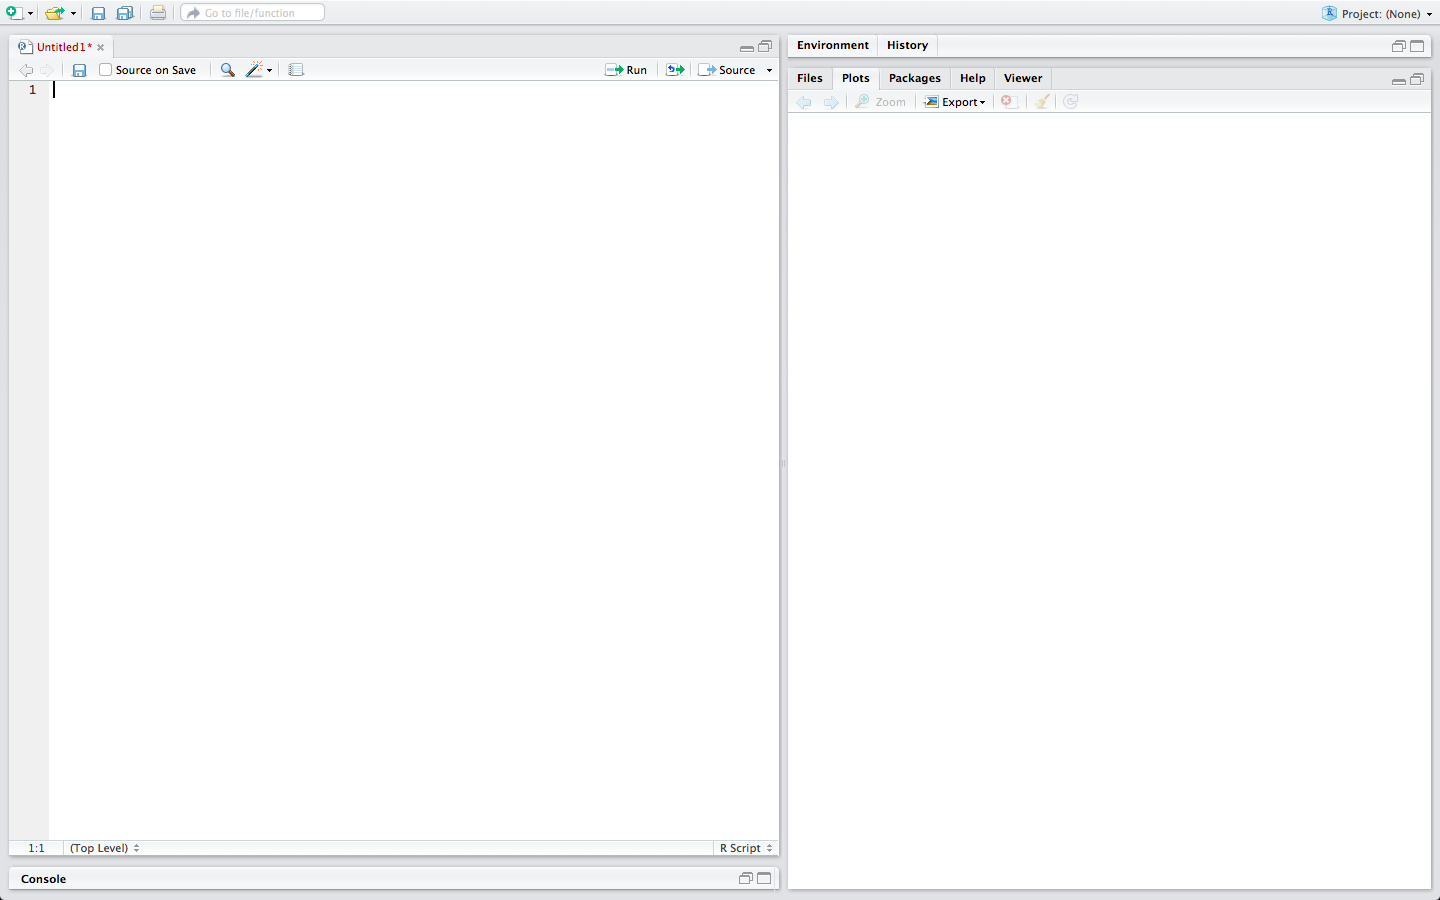 Go to file/function
Project: (None)
Untitled1*
Source on Save
Run
Source
1
1:1
(Top Level)
R Script
Console
Environment
History
Files
Plots
Packages
Help
Viewer
Zoom
Export